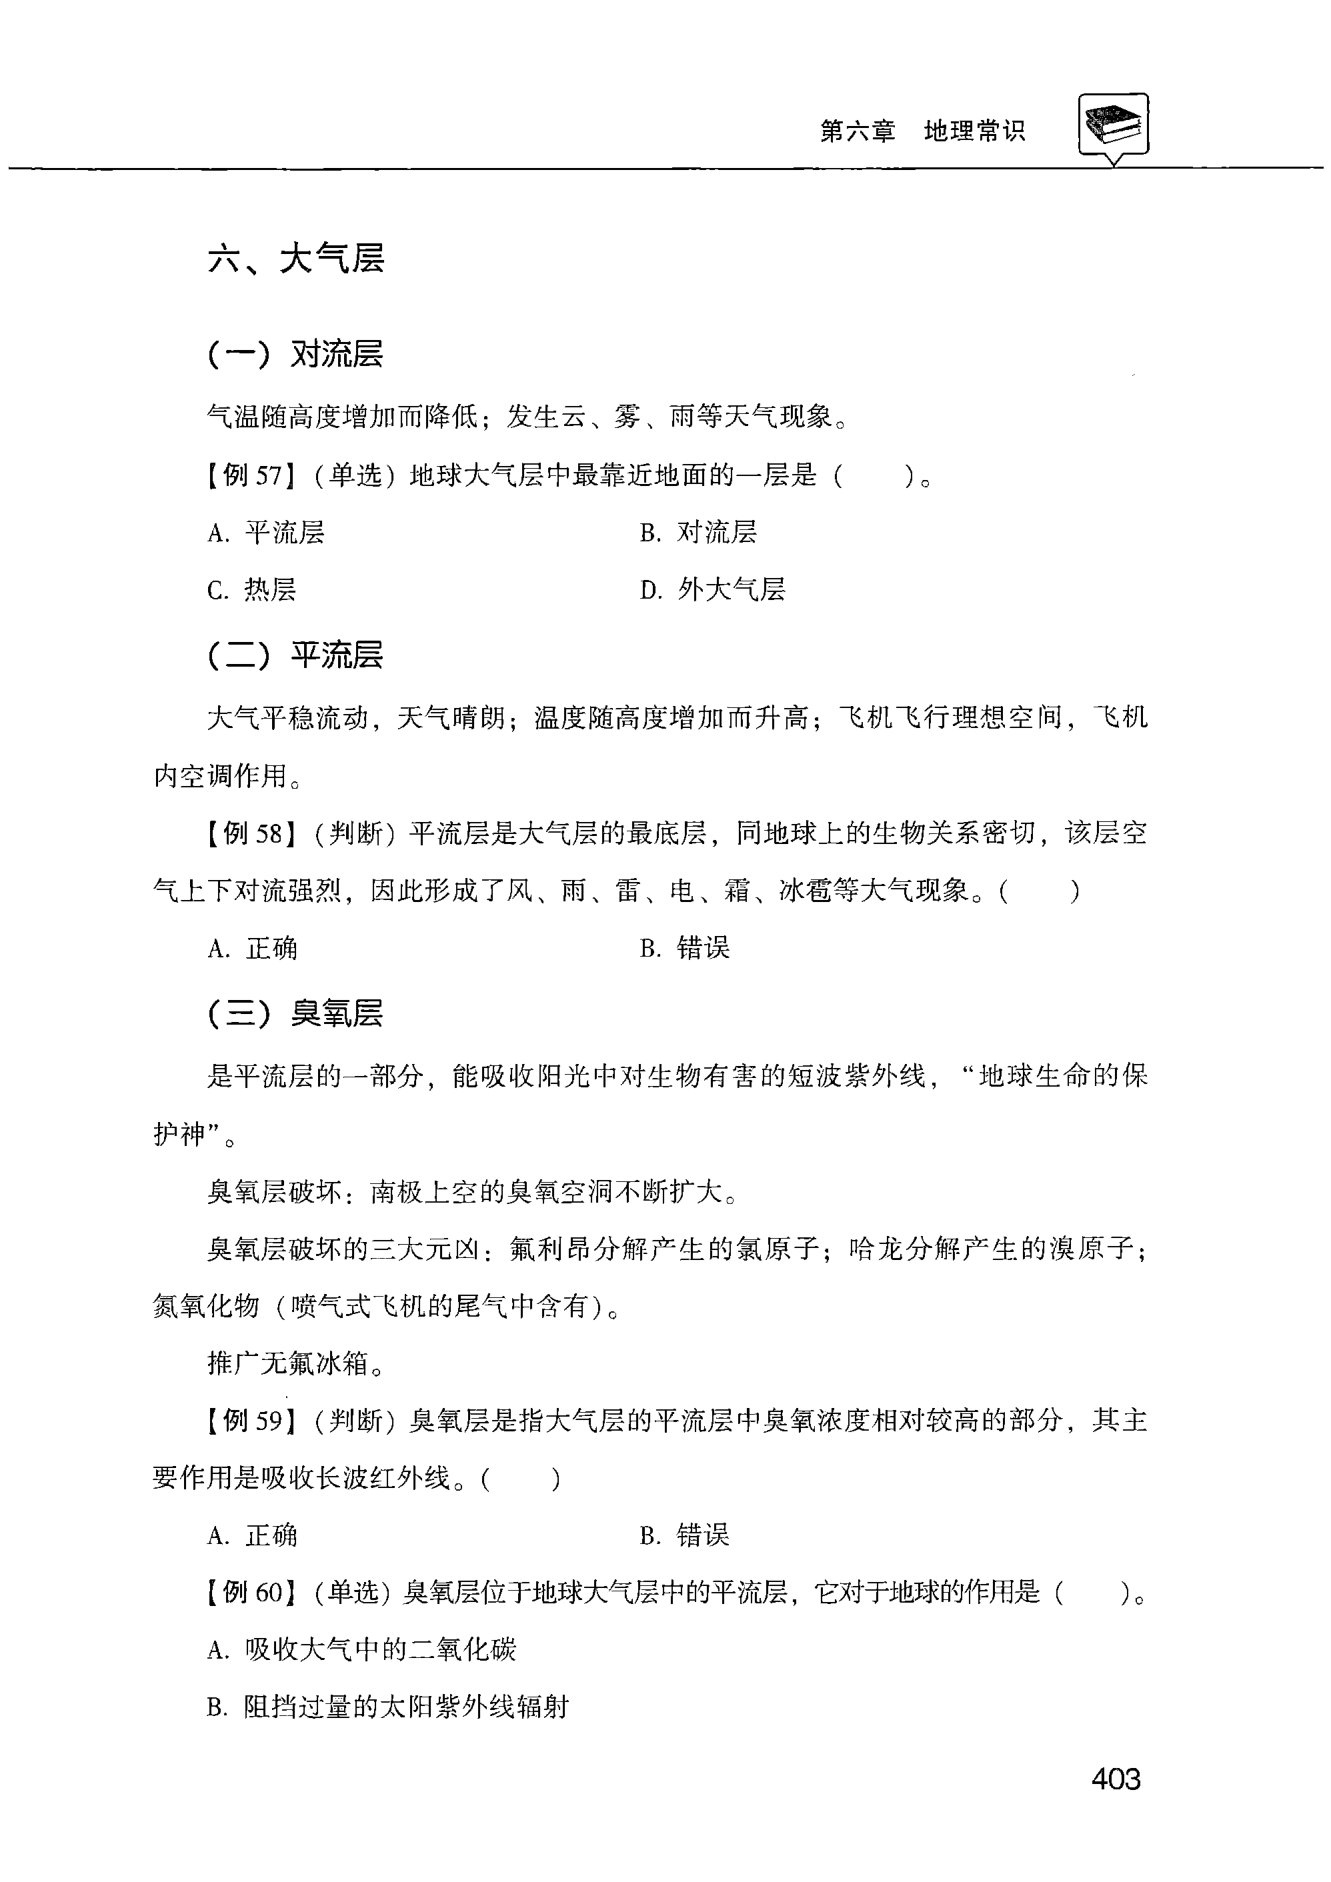 第六章 地理常识
六、大气层
（一）对流层
气温随高度增加而降低；发生云、雾、雨等天气现象。
【例 57】（单选）地球大气层中最靠近地面的一层是（  ）。
A. 平流层 B. 对流层
C. 热层 D. 外大气层
（二）平流层
大气平稳流动，天气晴朗；温度随高度增加而升高；飞机飞行理想空间，飞机
内空调作用。
【例 58】（判断）平流层是大气层的最底层，同地球上的生物关系密切，该层空
气上下对流强烈，因此形成了风、雨、雷、电、霜、冰雹等大气现象。（  ）
A. 正确 B. 错误
（三）臭氧层
是平流层的一部分，能吸收阳光中对生物有害的短波紫外线，“地球生命的保
护神”。
臭氧层破坏：南极上空的臭氧空洞不断扩大。
臭氧层破坏的三大元凶：氟利昂分解产生的氯原子；哈龙分解产生的溴原子；
氮氧化物（喷气式飞机的尾气中含有）。
推广无氟冰箱。
【例 59】（判断）臭氧层是指大气层的平流层中臭氧浓度相对较高的部分，其主
要作用是吸收长波红外线。（  ）
A. 正确 B. 错误
【例 60】（单选）臭氧层位于地球大气层中的平流层，它对于地球的作用是（  ）。
A. 吸收大气中的二氧化碳
B. 阻挡过量的太阳紫外线辐射
403